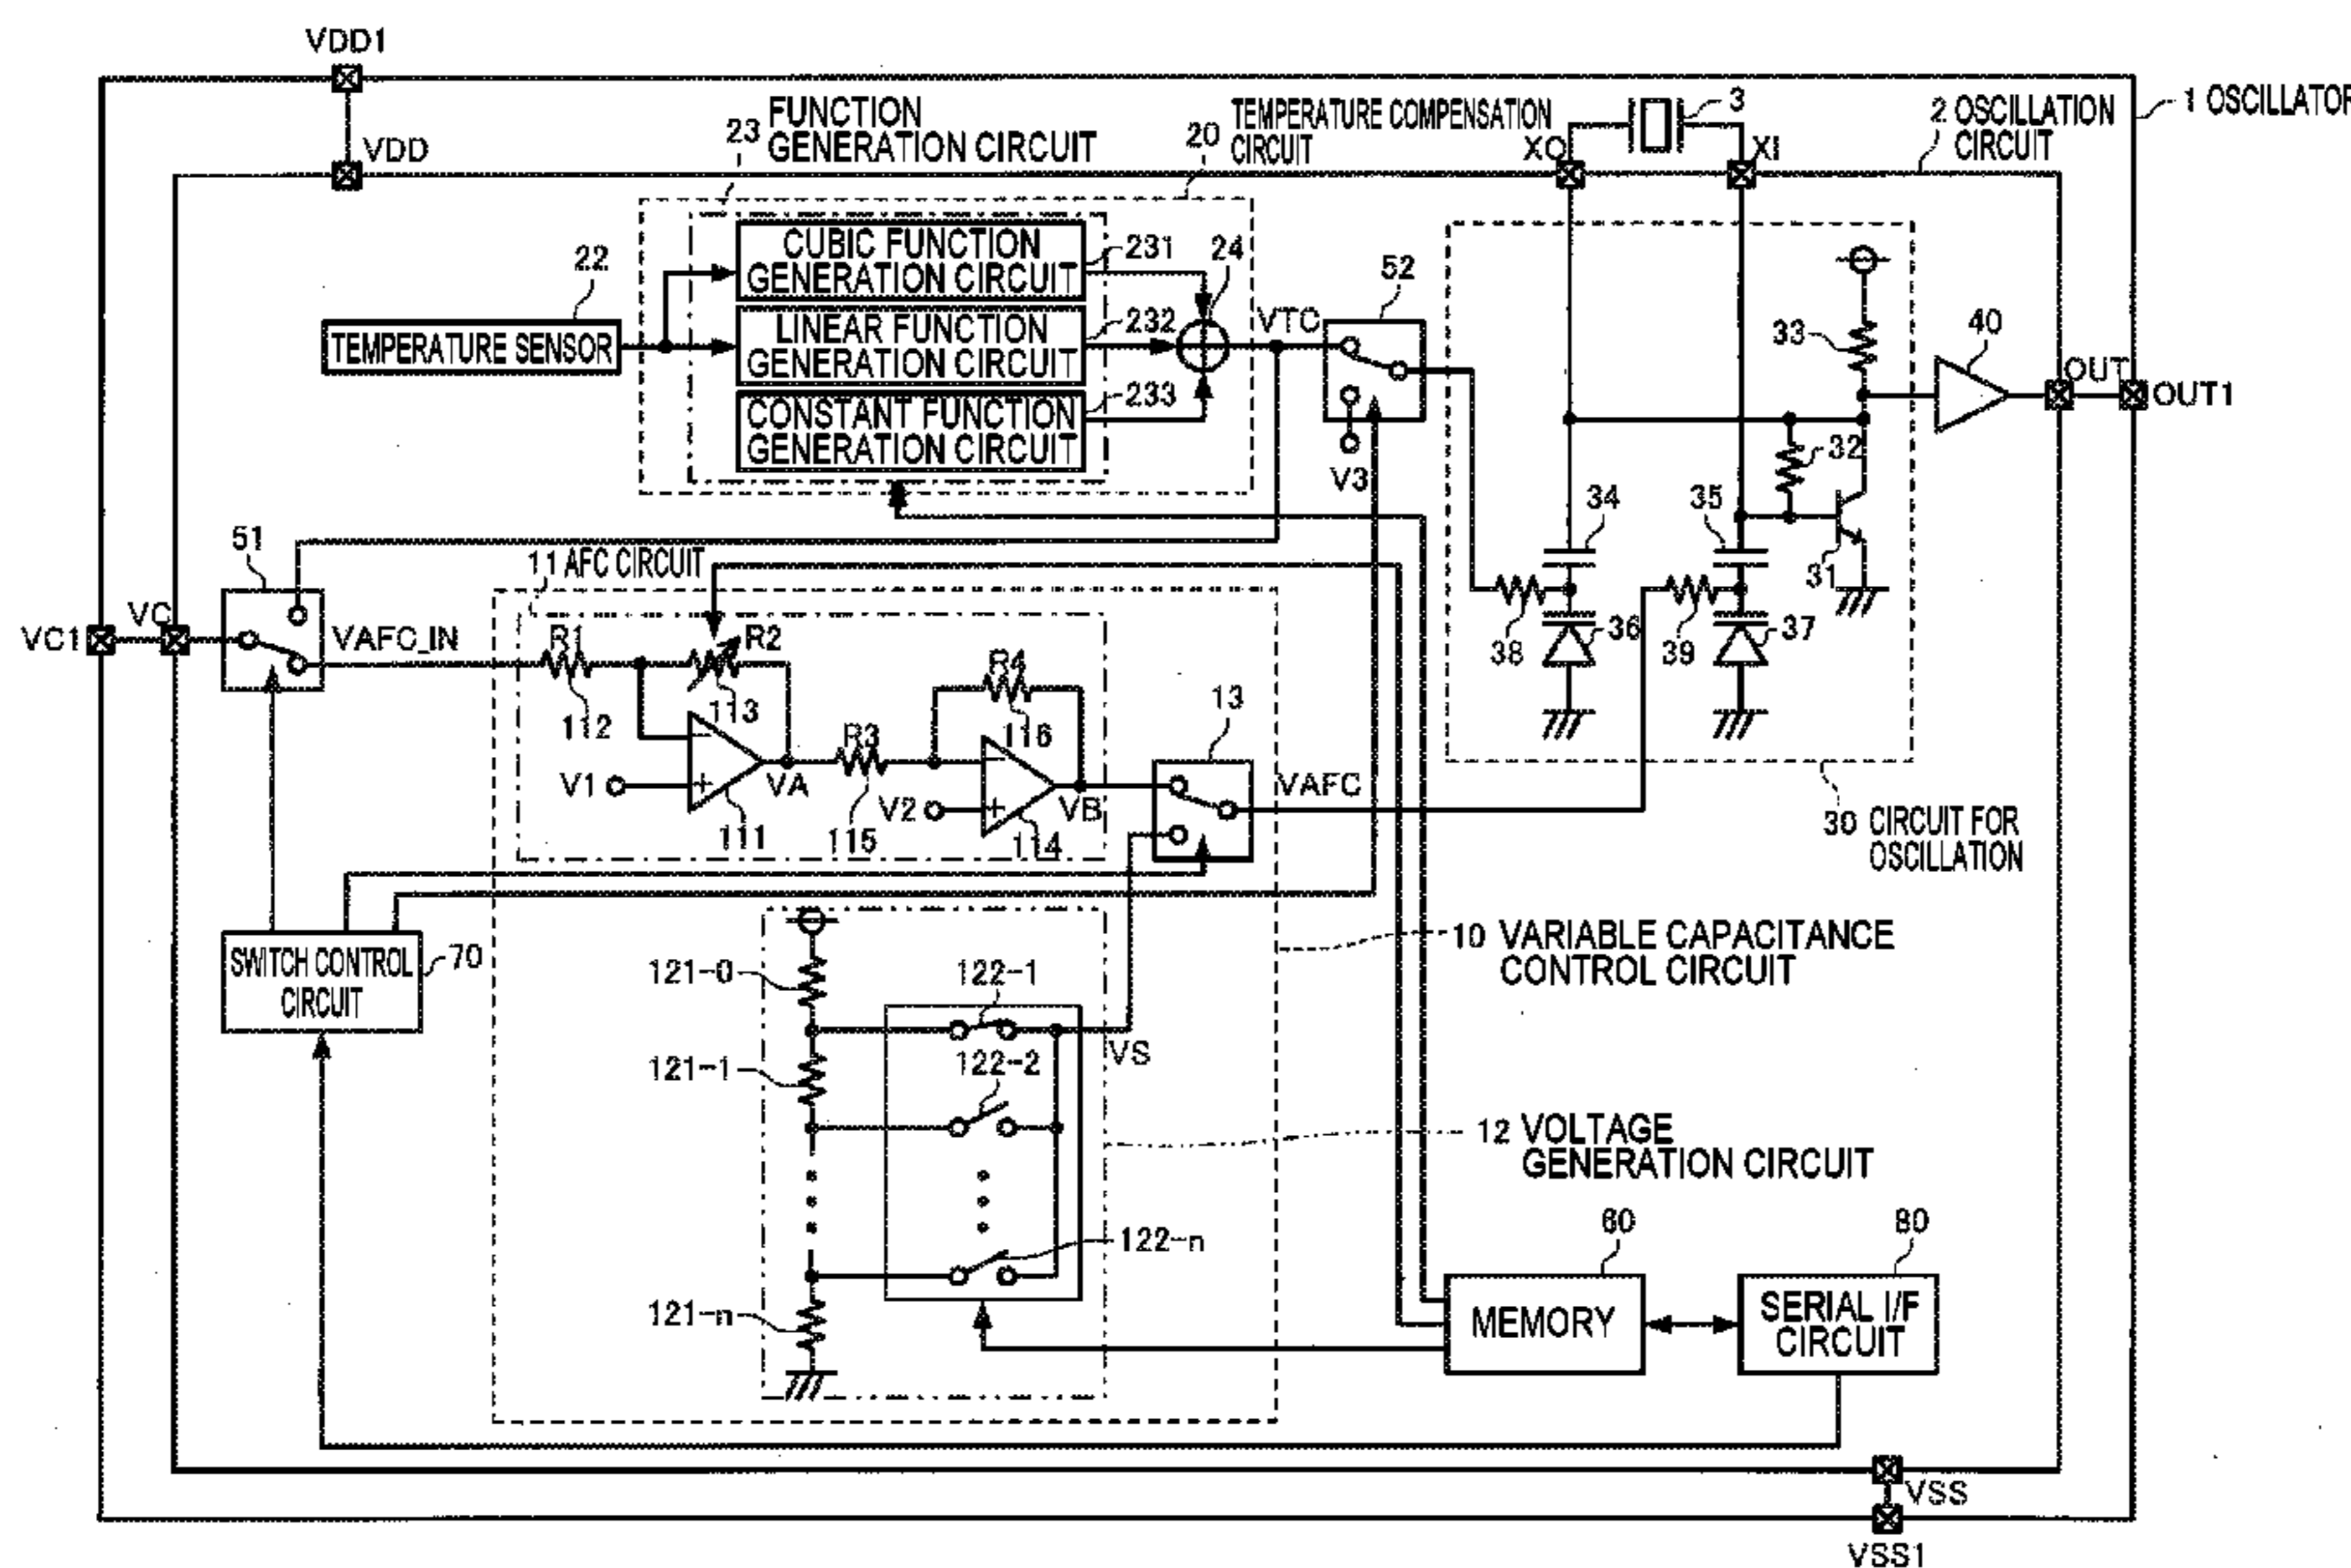 VDD1
VDD
23 FUNCTION
GENERATION CIRCUIT
20 TEMPERATURE COMPENSATION
CIRCUIT
3
XO
XI
2 OSCILLATION
CIRCUIT
1 OSCILLATOR
22
TEMPERATURE SENSOR
CUBIC FUNCTION
GENERATION CIRCUIT
231
LINEAR FUNCTION
GENERATION CIRCUIT
232
CONSTANT FUNCTION
GENERATION CIRCUIT
233
24
VTC
52
V3
33
40
OUT
OUT1
32
34
35
31
38
36
39
37
30 CIRCUIT FOR
OSCILLATION
51
VC1
VC
VAFC_IN
11 AFC CIRCUIT
R1
112
R2
113
V1
111
VA
R3
115
R4
116
V2
114
VB
13
VAFC
SWITCH CONTROL
CIRCUIT
70
10 VARIABLE CAPACITANCE
CONTROL CIRCUIT
121-0
122-1
VS
121-1
122-2
12 VOLTAGE
GENERATION CIRCUIT
122-n
121-n
60
MEMORY
80
SERIAL I/F
CIRCUIT
VSS
VSS1